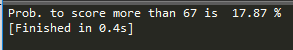 Prob. to score more than 67 is  17.87 %
[Finished in 0.4s]